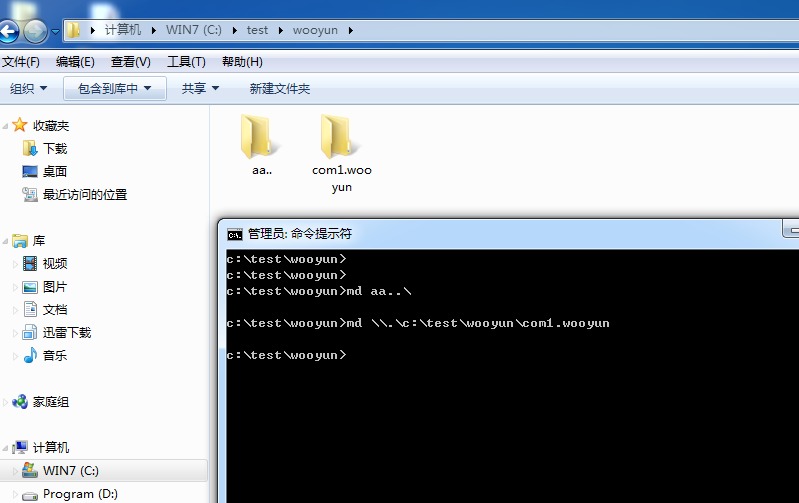 计算机 ▸ WIN7 (C:) ▸ test ▸ wooyun ▸
文件(F) 编辑(E) 查看(V) 工具(T) 帮助(H)
组织 包含到库中 共享 新建文件夹
收藏夹
下载
桌面
最近访问的位置
库
视频
图片
文档
迅雷下载
音乐
家庭组
计算机
WIN7 (C:)
Program (D:)
aa..
com1.woo
yun
管理员: 命令提示符
c:\test\wooyun>
c:\test\wooyun>
c:\test\wooyun>md aa..\
c:\test\wooyun>md \\.\c:\test\wooyun\com1.wooyun
c:\test\wooyun>